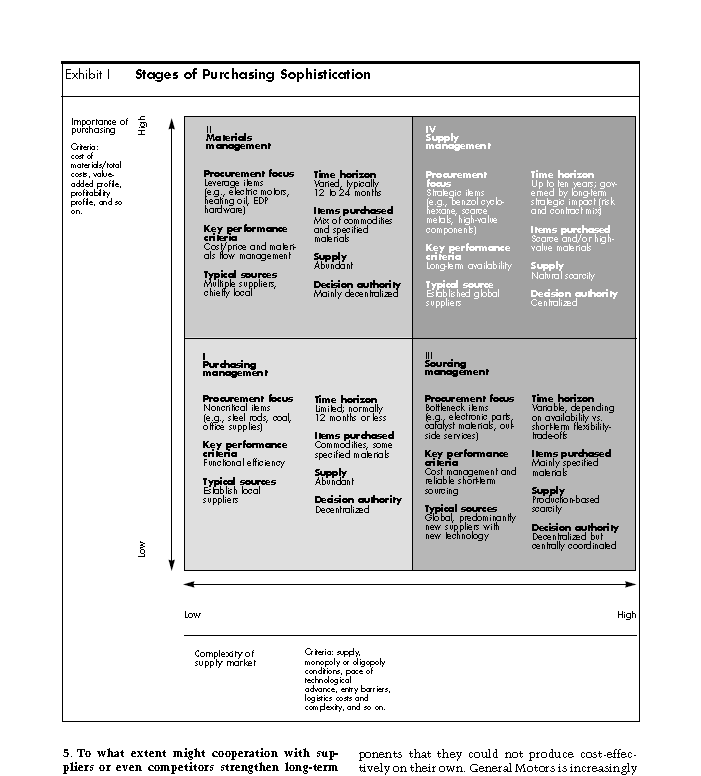 Exhibit I Stages of Purchasing Sophistication
Importance of
purchasing
Criteria:
cost of
materials/total
costs, value-
added profile,
profitability
profile, and so
on.
High
Low
II
Materials
management
Procurement focus
Leverage items
(e.g., electric motors,
heating oil, EDP
hardware)
Key performance
criteria
Cost/price and materi-
als flow management
Typical sources
Multiple suppliers,
chiefly local
Time horizon
Varied, typically
12 to 24 months
Items purchased
Mix of commodities
and specified
materials
Supply
Abundant
Decision authority
Mainly decentralized
IV
Supply
management
Procurement
focus
Strategic items
(e.g., benzol cyclo-
hexane, scarce
metals, high-value
components)
Key performance
criteria
Long-term availability
Typical source
Established global
suppliers
Time horizon
Up to ten years; gov-
erned by long-term
strategic impact (risk
and contract mix)
Items purchased
Scarce and/or high-
value materials
Supply
Natural scarcity
Decision authority
Centralized
I
Purchasing
management
Procurement focus
Noncritical items
(e.g., steel rods, coal,
office supplies)
Key performance
criteria
Functional efficiency
Typical sources
Establish local
suppliers
Time horizon
Limited; normally
12 months or less
Items purchased
Commodities, some
specified materials
Supply
Abundant
Decision authority
Decentralized
III
Sourcing
management
Procurement focus
Bottleneck items
(e.g., electronic parts,
catalyst materials, out-
side services)
Key performance
criteria
Cost management and
reliable short-term
sourcing
Typical sources
Global, predominantly
new suppliers with
new technology
Time horizon
Variable, depending
on availability vs.
short-term flexibility-
trade-offs
Items purchased
Mainly specified
materials
Supply
Production-based
scarcity
Decision authority
Decentralized but
centrally coordinated
Low
High
Complexity of
supply market
Criteria: supply,
monopoly or oligopoly
conditions, pace of
technological
advance, entry barriers,
logistics costs and
complexity, and so on.
5. To what extent might cooperation with sup-
pliers or even competitors strengthen long-term
ponents that they could not produce cost-effec-
tively on their own. General Motors is increasingly